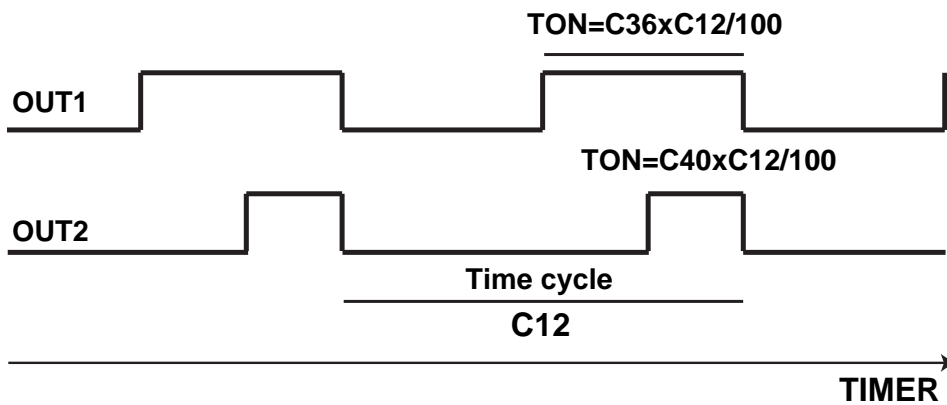 TON=C36xC12/100
OUT1
TON=C40xC12/100
OUT2
Time cycle
C12
TIMER